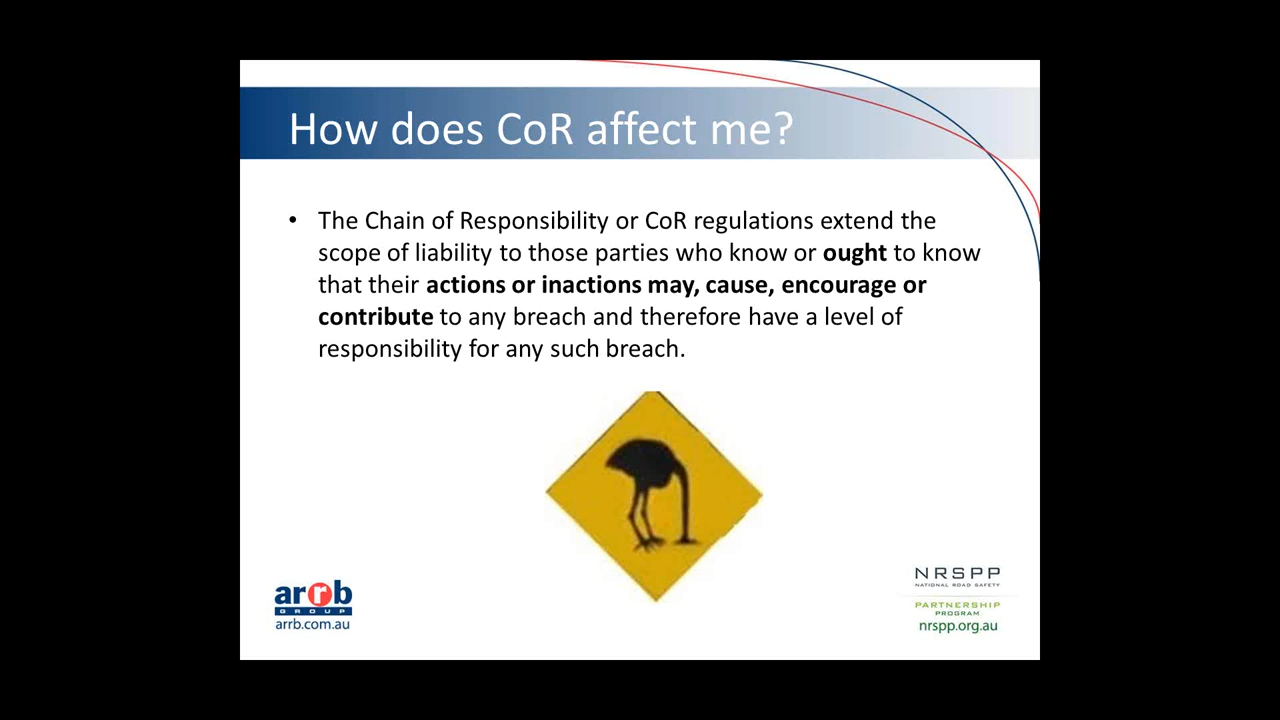 How does CoR affect me?
• The Chain of Responsibility or CoR regulations extend the
scope of liability to those parties who know or ought to know
that their actions or inactions may, cause, encourage or
contribute to any breach and therefore have a level of
responsibility for any such breach.
arrb
GROUP
arrb.com.au
NRSPP
NATIONAL ROAD SAFETY
PARTNERSHIP
PROGRAM
nrspp.org.au